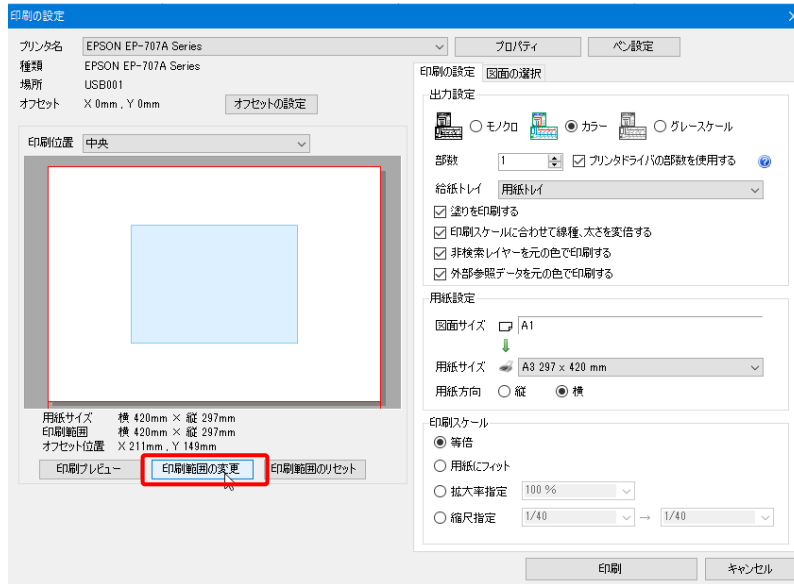 印刷の設定
プリンタ名 EPSON EP-707A Series プロパティ ペン設定
種類 EPSON EP-707A Series
場所 USB001
オフセット X 0mm , Y 0mm オフセットの設定
印刷位置 中央
用紙サイズ 横 420mm × 縦 297mm
印刷範囲 横 420mm × 縦 297mm
オフセット位置 X 211mm , Y 149mm
印刷プレビュー 印刷範囲の変更 印刷範囲のリセット
印刷の設定 図面の選択
出力設定
モノクロ カラー グレースケール
部数 1 プリンタドライバの部数を使用する
給紙トレイ 用紙トレイ
塗りを印刷する
印刷スケールに合わせて線種、太さを変倍する
非検索レイヤーを元の色で印刷する
外部参照データを元の色で印刷する
用紙設定
図面サイズ A1
用紙サイズ A3 297 x 420 mm
用紙方向 縦 横
印刷スケール
等倍
用紙にフィット
拡大率指定 100 %
縮尺指定 1/40 → 1/40
印刷 キャンセル